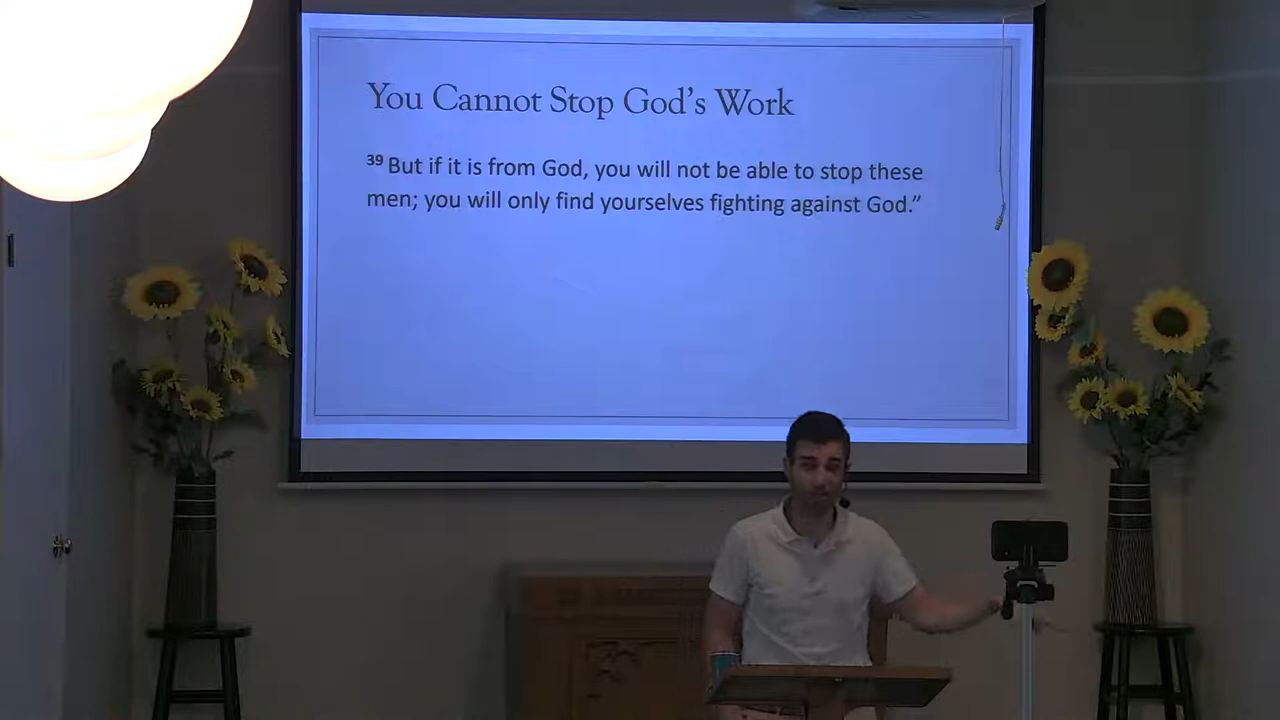 You Cannot Stop God’s Work
39 But if it is from God, you will not be able to stop these
men; you will only find yourselves fighting against God.”